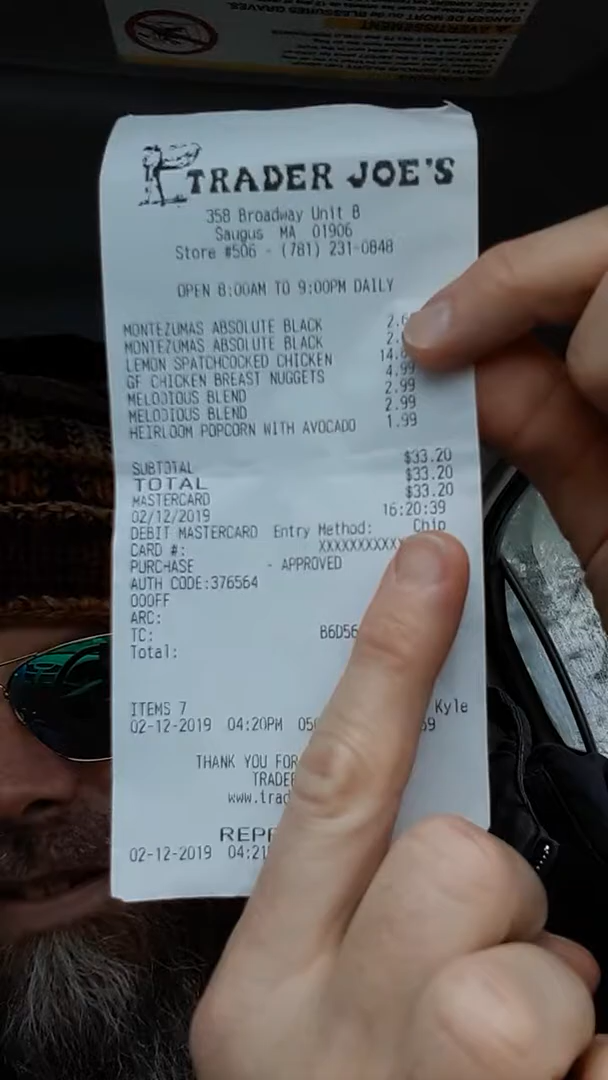 AVERTISSEMENT
TRADER JOE'S
358 Broadway Unit B
Saugus MA 01906
Store #506 - (781) 231-0848
OPEN 8:00AM TO 9:00PM DAILY
MONTEZUMAS ABSOLUTE BLACK
MONTEZUMAS ABSOLUTE BLACK
LEMON SPATCHCOCKED CHICKEN
GF CHICKEN BREAST NUGGETS 4.99
MELODIOUS BLEND 2.99
MELODIOUS BLEND 2.99
HEIRLOOM POPCORN WITH AVOCADO 1.99
SUBTOTAL $33.20
TOTAL $33.20
MASTERCARD $33.20
02/12/2019 16:20:39
DEBIT MASTERCARD Entry Method: Chip
CARD #:
PURCHASE - APPROVED
AUTH CODE:376564
OOOFF
ARC:
TC:
Total:
ITEMS 7 Kyle
02-12-2019 04:20PM
THANK YOU FOR
02-12-2019